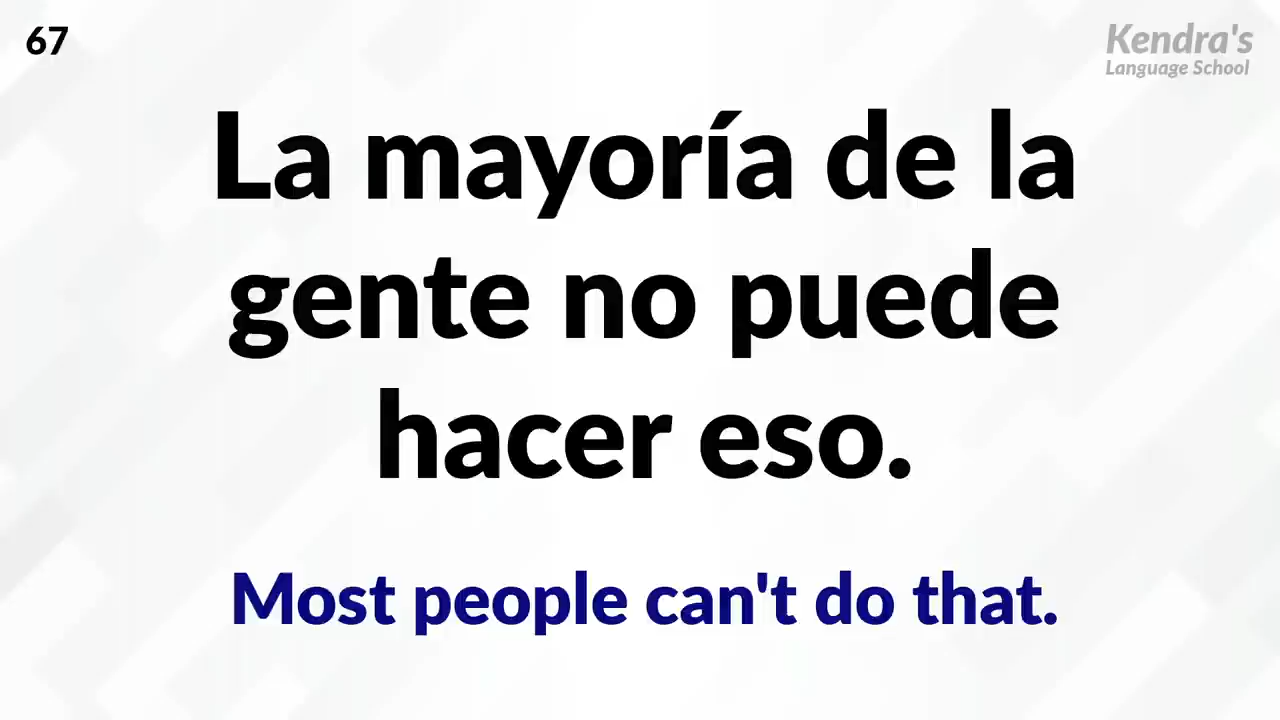 67
Kendra's
Language School
La mayoría de la
gente no puede
hacer eso.
Most people can't do that.